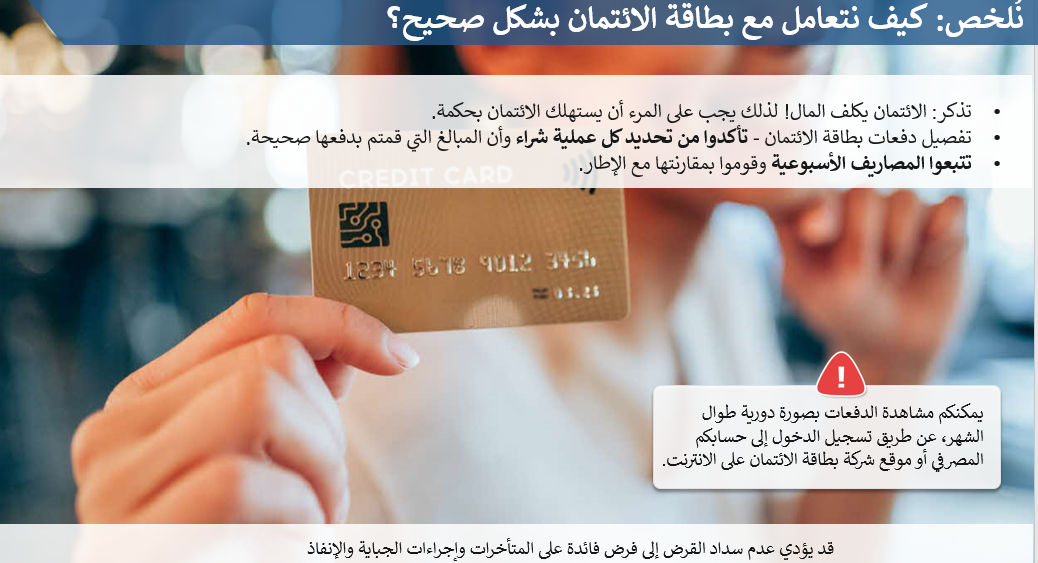 نُلخص: كيف نتعامل مع بطاقة الائتمان بشكل صحيح؟
• تذكر: الائتمان يكلف المال! لذلك يجب على المرء أن يستهلك الائتمان بحكمة.
• تفصيل دفعات بطاقة الائتمان - تأكدوا من تحديد كل عملية شراء وأن المبالغ التي قمتم بدفعها صحيحة.
• تتبعوا المصاريف الأسبوعية وقوموا بمقارنتها مع الإطار.
CREDIT CARD
1234 5678 9012 3456
!
يمكنكم مشاهدة الدفعات بصورة دورية طوال
الشهر، عن طريق تسجيل الدخول إلى حسابكم
المصرفي أو موقع شركة بطاقة الائتمان على الانترنت.
قد يؤدي عدم سداد القرض إلى فرض فائدة على المتأخرات وإجراءات الجباية والإنفاذ